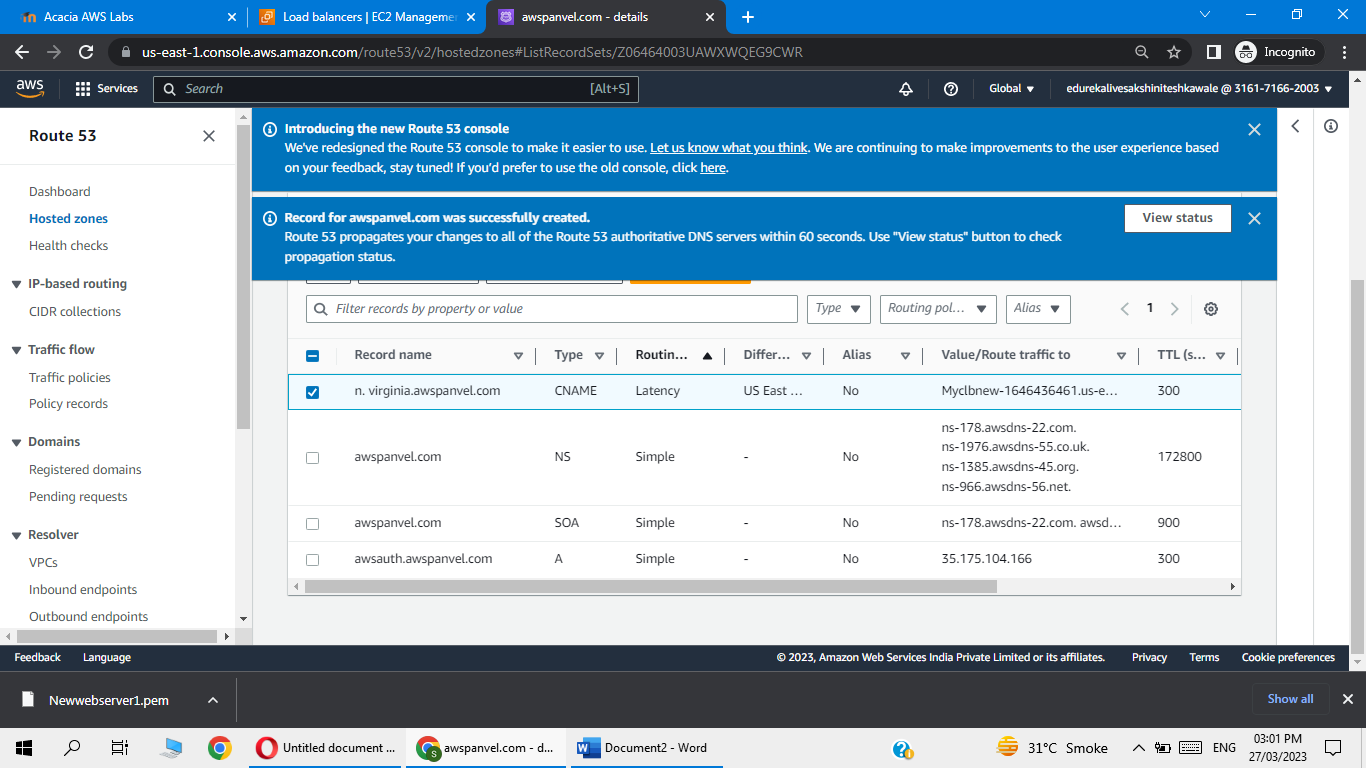 Acacia AWS Labs
Load balancers | EC2 Manageme
awspanvel.com - details
us-east-1.console.aws.amazon.com/route53/v2/hostedzones#ListRecordSets/Z06464003UAWXWQEG9CWR
Incognito
aws
Services
Search
[Alt+S]
Global
edurekalivesakshiniteshkawale @ 3161-7166-2003
Route 53
Dashboard
Hosted zones
Health checks
IP-based routing
CIDR collections
Traffic flow
Traffic policies
Policy records
Domains
Registered domains
Pending requests
Resolver
VPCs
Inbound endpoints
Outbound endpoints
Introducing the new Route 53 console
We've redesigned the Route 53 console to make it easier to use. Let us know what you think. We are continuing to make improvements to the user experience based
on your feedback, stay tuned! If you'd prefer to use the old console, click here.
Record for awspanvel.com was successfully created.
Route 53 propagates your changes to all of the Route 53 authoritative DNS servers within 60 seconds. Use "View status" button to check
propagation status.
View status
Filter records by property or value
Type
Routing pol...
Alias
1
Record name Type Routin... Differ... Alias Value/Route traffic to TTL (s...
n. virginia.awspanvel.com CNAME Latency US East ... No Myclbnew-1646436461.us-e... 300
awspanvel.com NS Simple - No ns-178.awsdns-22.com.
ns-1976.awsdns-55.co.uk.
ns-1385.awsdns-45.org.
ns-966.awsdns-56.net.
172800
awspanvel.com SOA Simple - No ns-178.awsdns-22.com. awsd... 900
awsauth.awspanvel.com A Simple - No 35.175.104.166 300
Feedback
Language
© 2023, Amazon Web Services India Private Limited or its affiliates.
Privacy
Terms
Cookie preferences
Newwebserver1.pem
Show all
Untitled document ...
awspanvel.com - d...
Document2 - Word
31°C Smoke
ENG
03:01 PM
27/03/2023